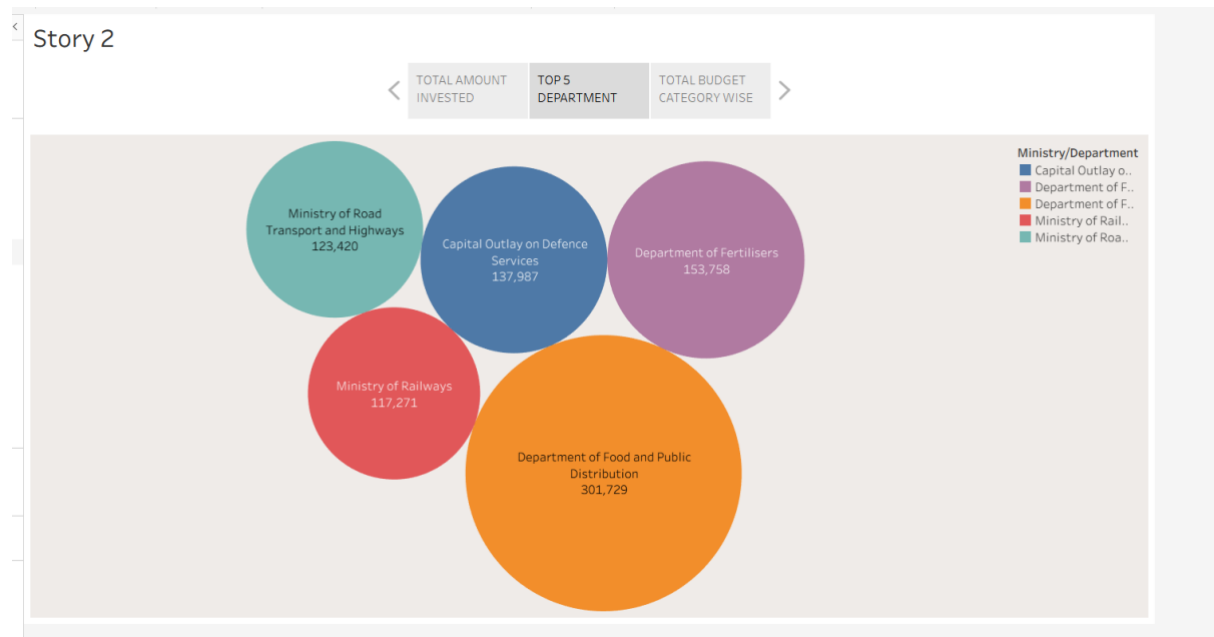 Story 2
TOTAL AMOUNT
INVESTED
TOP 5
DEPARTMENT
TOTAL BUDGET
CATEGORY WISE
Ministry of Road
Transport and Highways
123,420
Capital Outlay on Defence
Services
137,987
Department of Fertilisers
153,758
Ministry of Railways
117,271
Department of Food and Public
Distribution
301,729
Ministry/Department
Capital Outlay o..
Department of F..
Department of F..
Ministry of Rail..
Ministry of Roa..